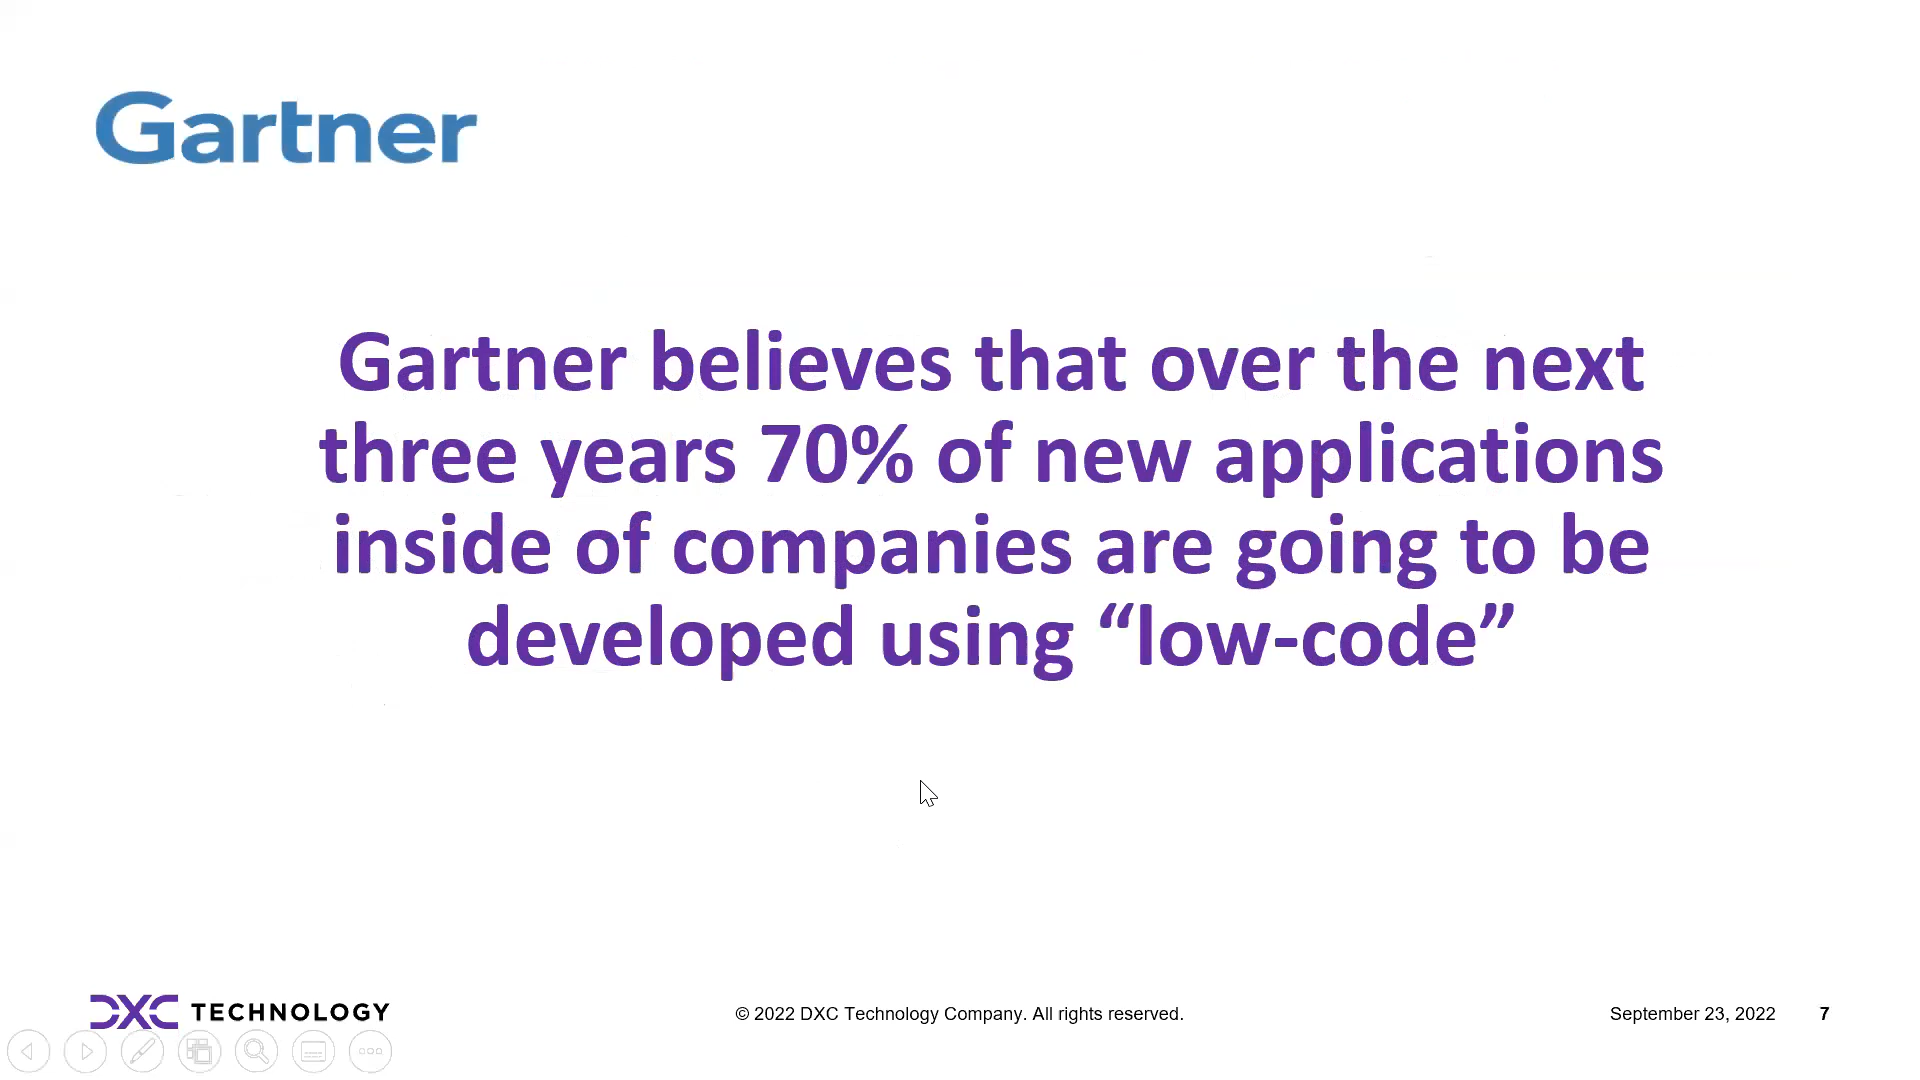 Gartner
Gartner believes that over the next
three years 70% of new applications
inside of companies are going to be
developed using “low-code”
DXC TECHNOLOGY
© 2022 DXC Technology Company. All rights reserved.
September 23, 2022 7